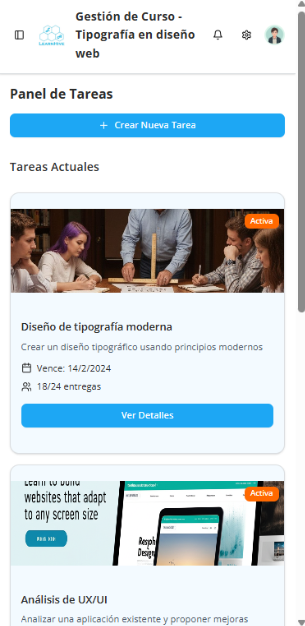 Gestión de Curso -
Tipografía en diseño
web
Panel de Tareas
+ Crear Nueva Tarea
Tareas Actuales
Activa
Diseño de tipografía moderna
Crear un diseño tipográfico usando principios modernos
Vence: 14/2/2024
18/24 entregas
Ver Detalles
Activa
Learn to build
websites that adapt
to any screen size
Análisis de UX/UI
Analizar una aplicación existente y proponer mejoras